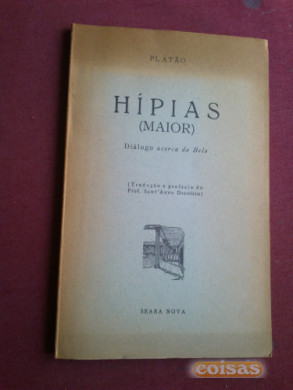 PLATÃO
HÍPIAS
(MAIOR)
Diálogo acerca do Belo
(Tradução e prefácio do
Prof. Sant'Anna Dionísio)
SEARA NOVA
coisas